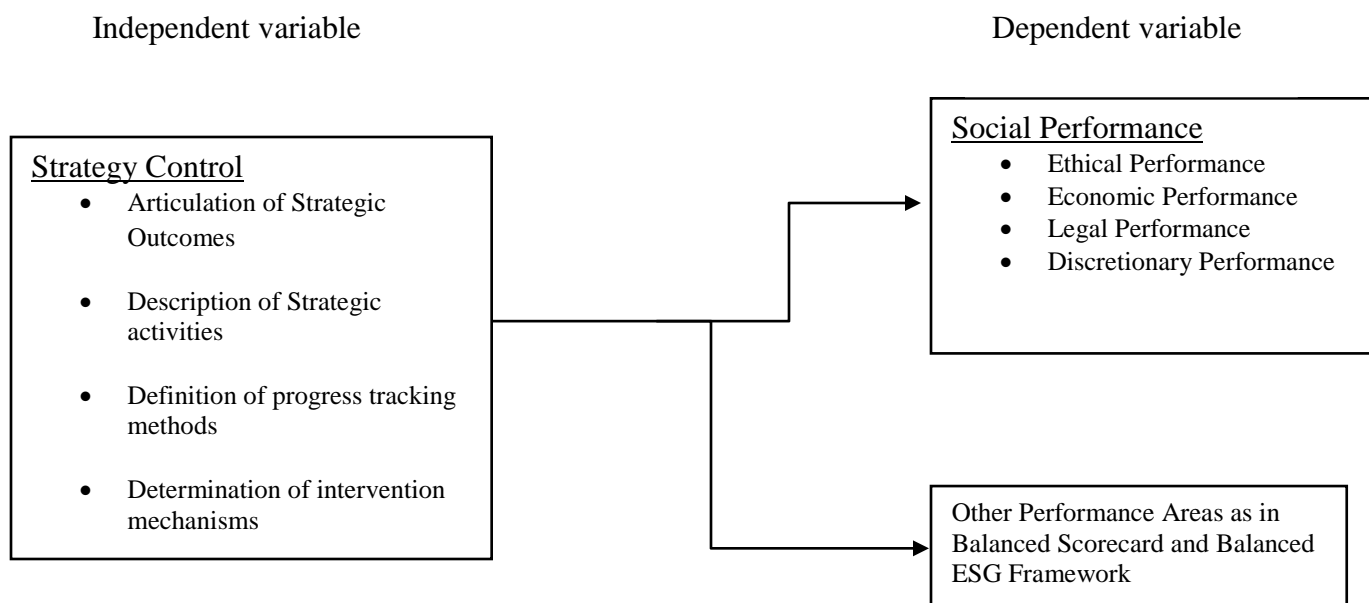 Independent variable
Dependent variable
Strategy Control
• Articulation of Strategic
Outcomes
• Description of Strategic
activities
• Definition of progress tracking
methods
• Determination of intervention
mechanisms
Social Performance
• Ethical Performance
• Economic Performance
• Legal Performance
• Discretionary Performance
Other Performance Areas as in
Balanced Scorecard and Balanced
ESG Framework